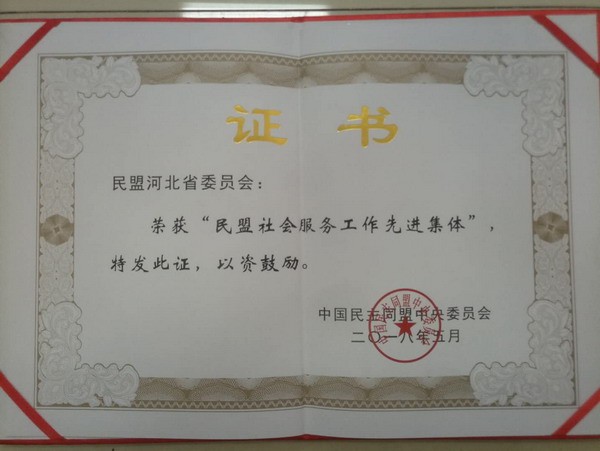 证书
民盟河北省委员会：
荣获“民盟社会服务工作先进集体”，
特发此证，以资鼓励。
中国民主同盟中央委员会
二〇一八年五月